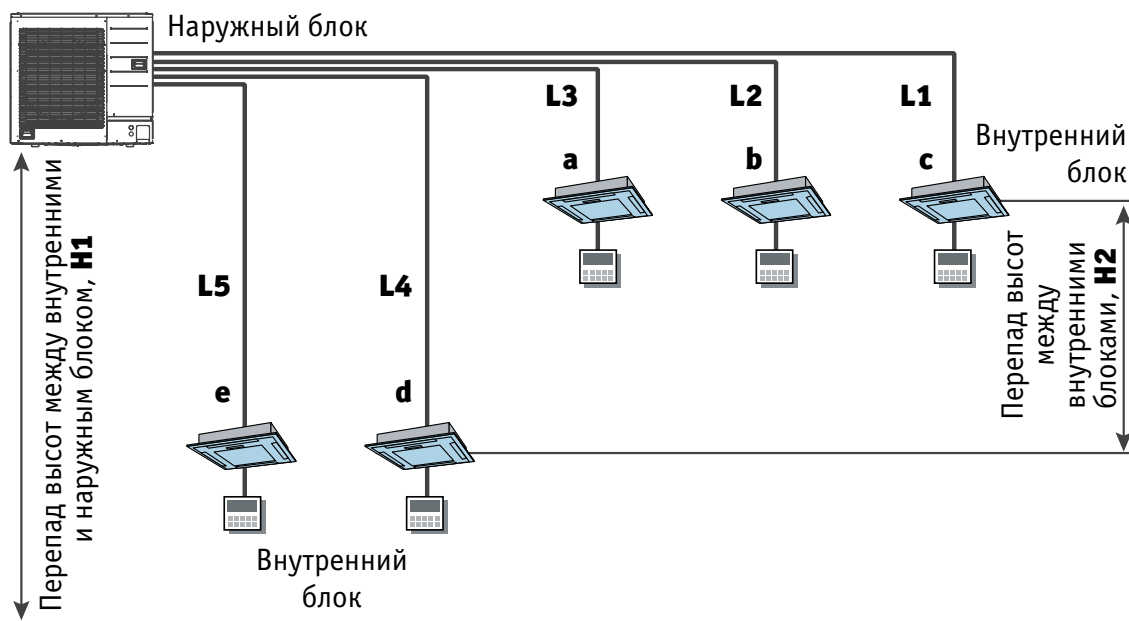 Наружный блок
L3
L2
L1
a
b
c
Внутренний
блок
Перепад высот между внутренними
и наружным блоком, H1
L5
L4
Перепад высот
между
внутренними
блоками, H2
e
d
Внутренний
блок